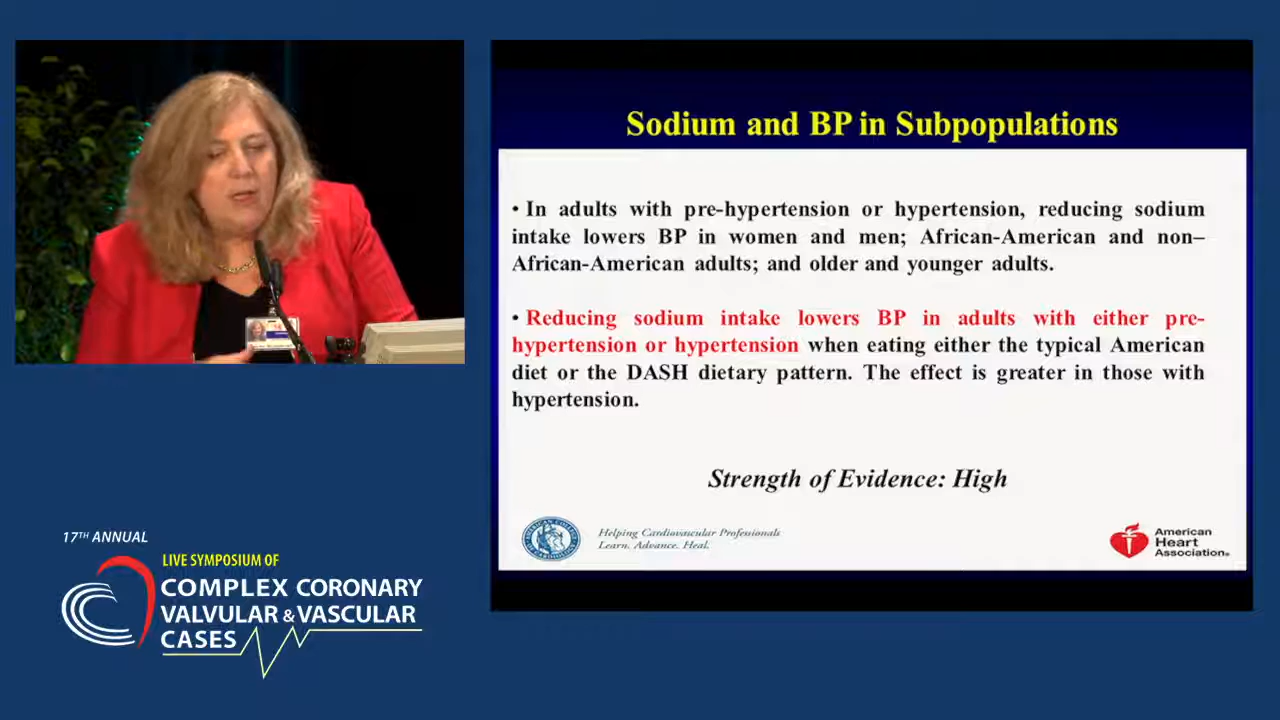 Sodium and BP in Subpopulations
• In adults with pre-hypertension or hypertension, reducing sodium
intake lowers BP in women and men; African-American and non–
African-American adults; and older and younger adults.
• Reducing sodium intake lowers BP in adults with either pre-
hypertension or hypertension when eating either the typical American
diet or the DASH dietary pattern. The effect is greater in those with
hypertension.
Strength of Evidence: High
Helping Cardiovascular Professionals
Learn. Advance. Heal.
American
Heart
Association®
17TH ANNUAL
LIVE SYMPOSIUM OF
COMPLEX CORONARY
VALVULAR & VASCULAR
CASES